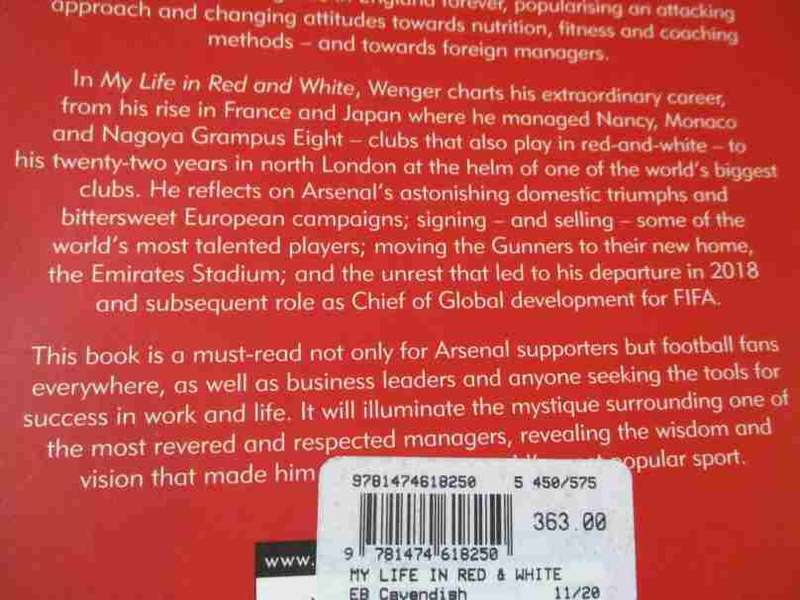 England forever, popularising an attacking
approach and changing attitudes towards nutrition, fitness and coaching
methods – and towards foreign managers.
In My Life in Red and White, Wenger charts his extraordinary career,
from his rise in France and Japan where he managed Nancy, Monaco
and Nagoya Grampus Eight – clubs that also play in red-and-white – to
his twenty-two years in north London at the helm of one of the world's biggest
clubs. He reflects on Arsenal's astonishing domestic triumphs and
bittersweet European campaigns; signing – and selling – some of the
world's most talented players; moving the Gunners to their new home,
the Emirates Stadium; and the unrest that led to his departure in 2018
and subsequent role as Chief of Global development for FIFA.
This book is a must-read not only for Arsenal supporters but football fans
everywhere, as well as business leaders and anyone seeking the tools for
success in work and life. It will illuminate the mystique surrounding one of
the most revered and respected managers, revealing the wisdom and
vision that made him popular sport.
9781474618250 5 450/575
363.00
9 781474 618250
www.
MY LIFE IN RED & WHITE
EB Cavendish 11/20